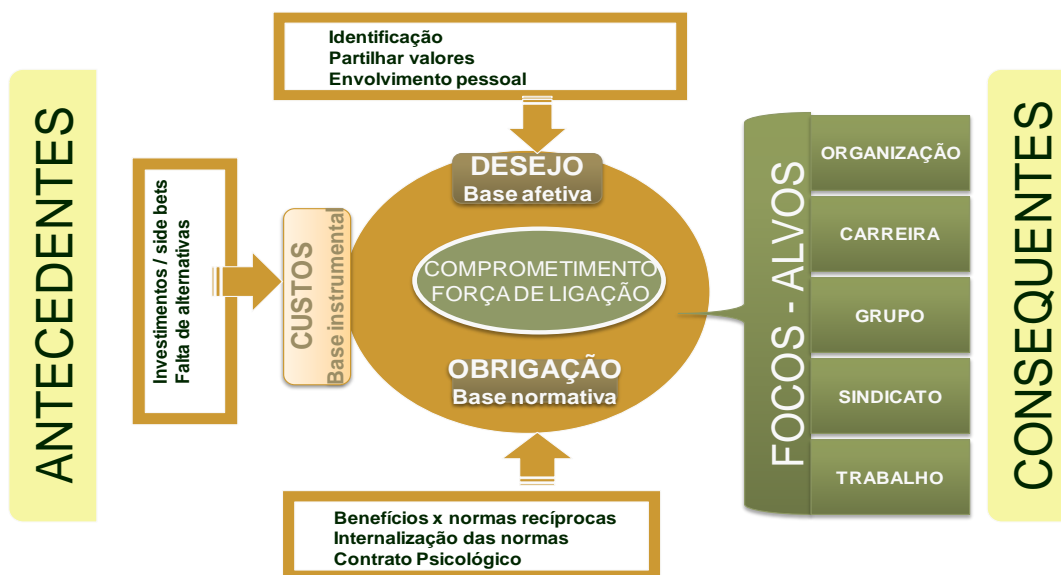 ANTECEDENTES
Identificação
Partilhar valores
Envolvimento pessoal
Investimentos / side bets
Falta de alternativas
CUSTOS
Base instrumental
DESEJO
Base afetiva
COMPROMETIMENTO
FORÇA DE LIGAÇÃO
OBRIGAÇÃO
Base normativa
Benefícios x normas recíprocas
Internalização das normas
Contrato Psicológico
FOCOS - ALVOS
ORGANIZAÇÃO
CARREIRA
GRUPO
SINDICATO
TRABALHO
CONSEQUENTES